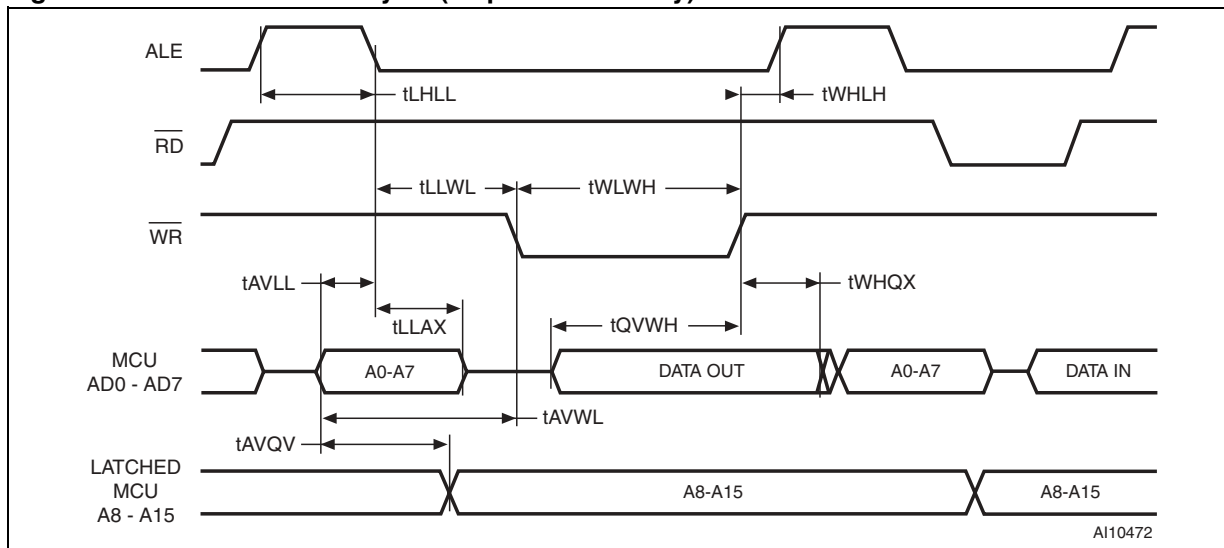 ALE
tLHLL
tWHLH
RD
tLLWL
tWLWH
WR
tAVLL
tWHQX
tLLAX
tQVWH
MCU
AD0 - AD7
A0-A7
DATA OUT
A0-A7
DATA IN
tAVWL
tAVQV
LATCHED
MCU
A8 - A15
A8-A15
A8-A15
AI10472